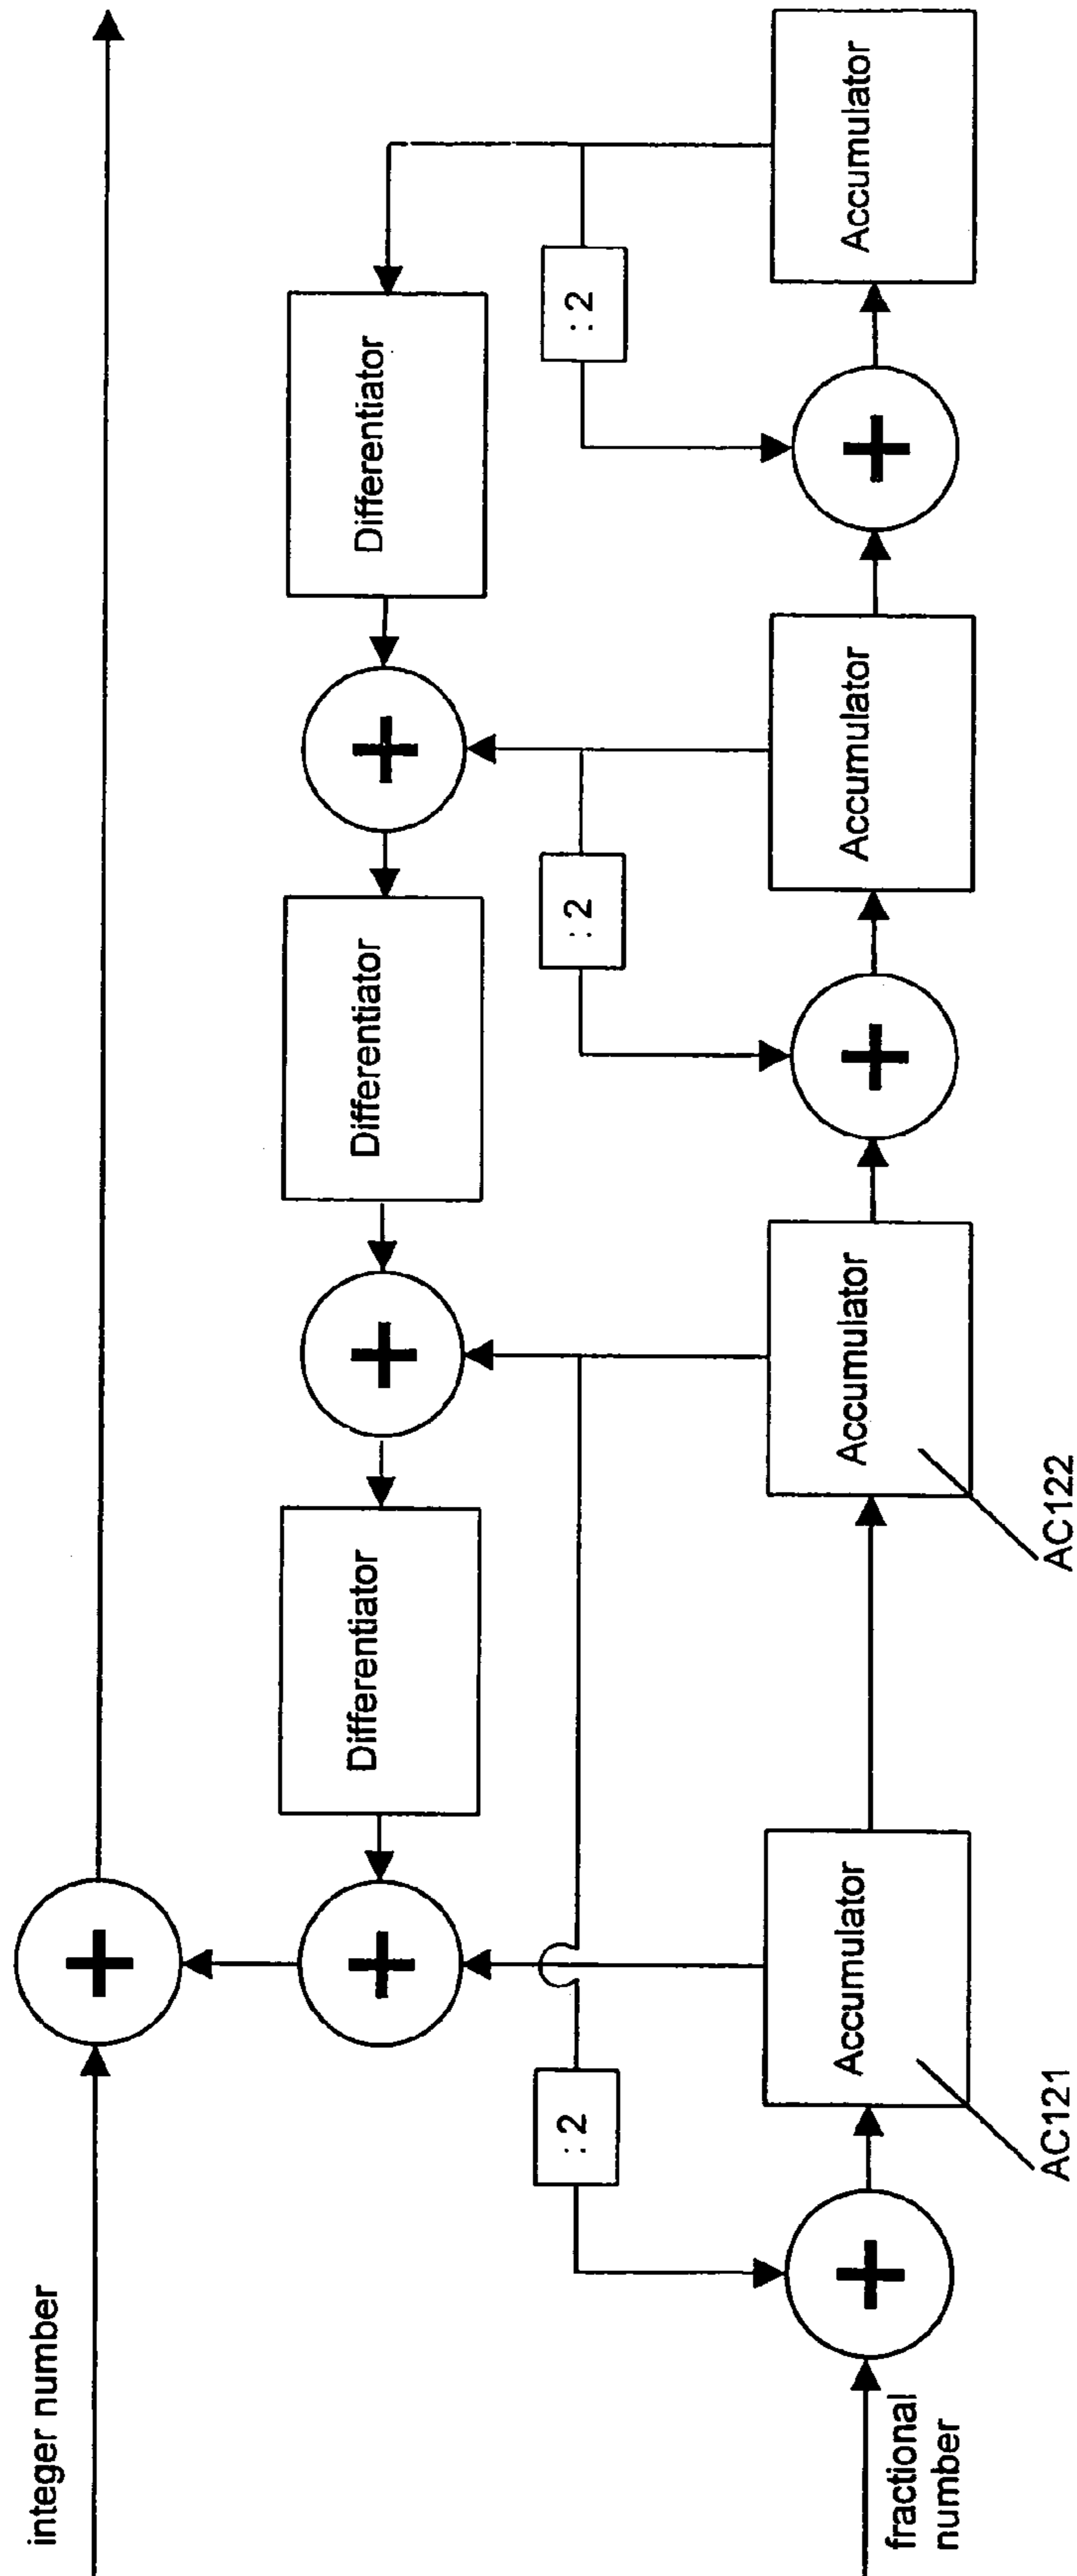 integer number
Differentiator
Differentiator
Differentiator
: 2
: 2
: 2
fractional
number
Accumulator
Accumulator
Accumulator
Accumulator
AC121
AC122